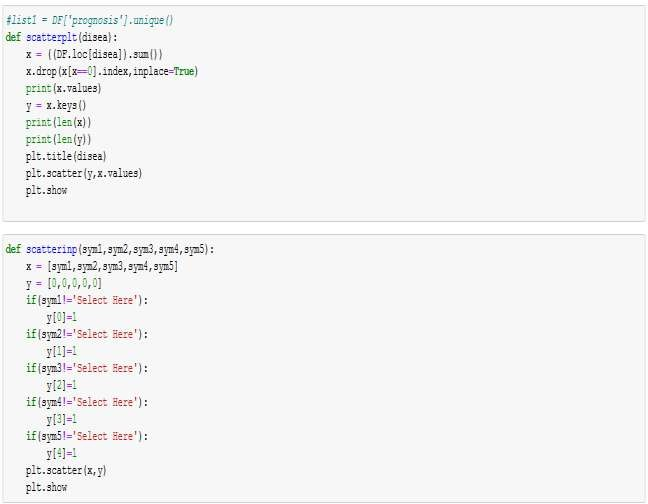 #list1 = DF['prognosis'].unique()
def scatterplt(disea):
    x = ((DF.loc[disea]).sum())
    x.drop(x[x==0].index,inplace=True)
    print(x.values)
    y = x.keys()
    print(len(x))
    print(len(y))
    plt.title(disea)
    plt.scatter(y,x.values)
    plt.show
def scatterinp(sym1,sym2,sym3,sym4,sym5):
    x = [sym1,sym2,sym3,sym4,sym5]
    y = [0,0,0,0,0]
    if(sym1!='Select Here'):
        y[0]=1
    if(sym2!='Select Here'):
        y[1]=1
    if(sym3!='Select Here'):
        y[2]=1
    if(sym4!='Select Here'):
        y[3]=1
    if(sym5!='Select Here'):
        y[4]=1
    plt.scatter(x,y)
    plt.show